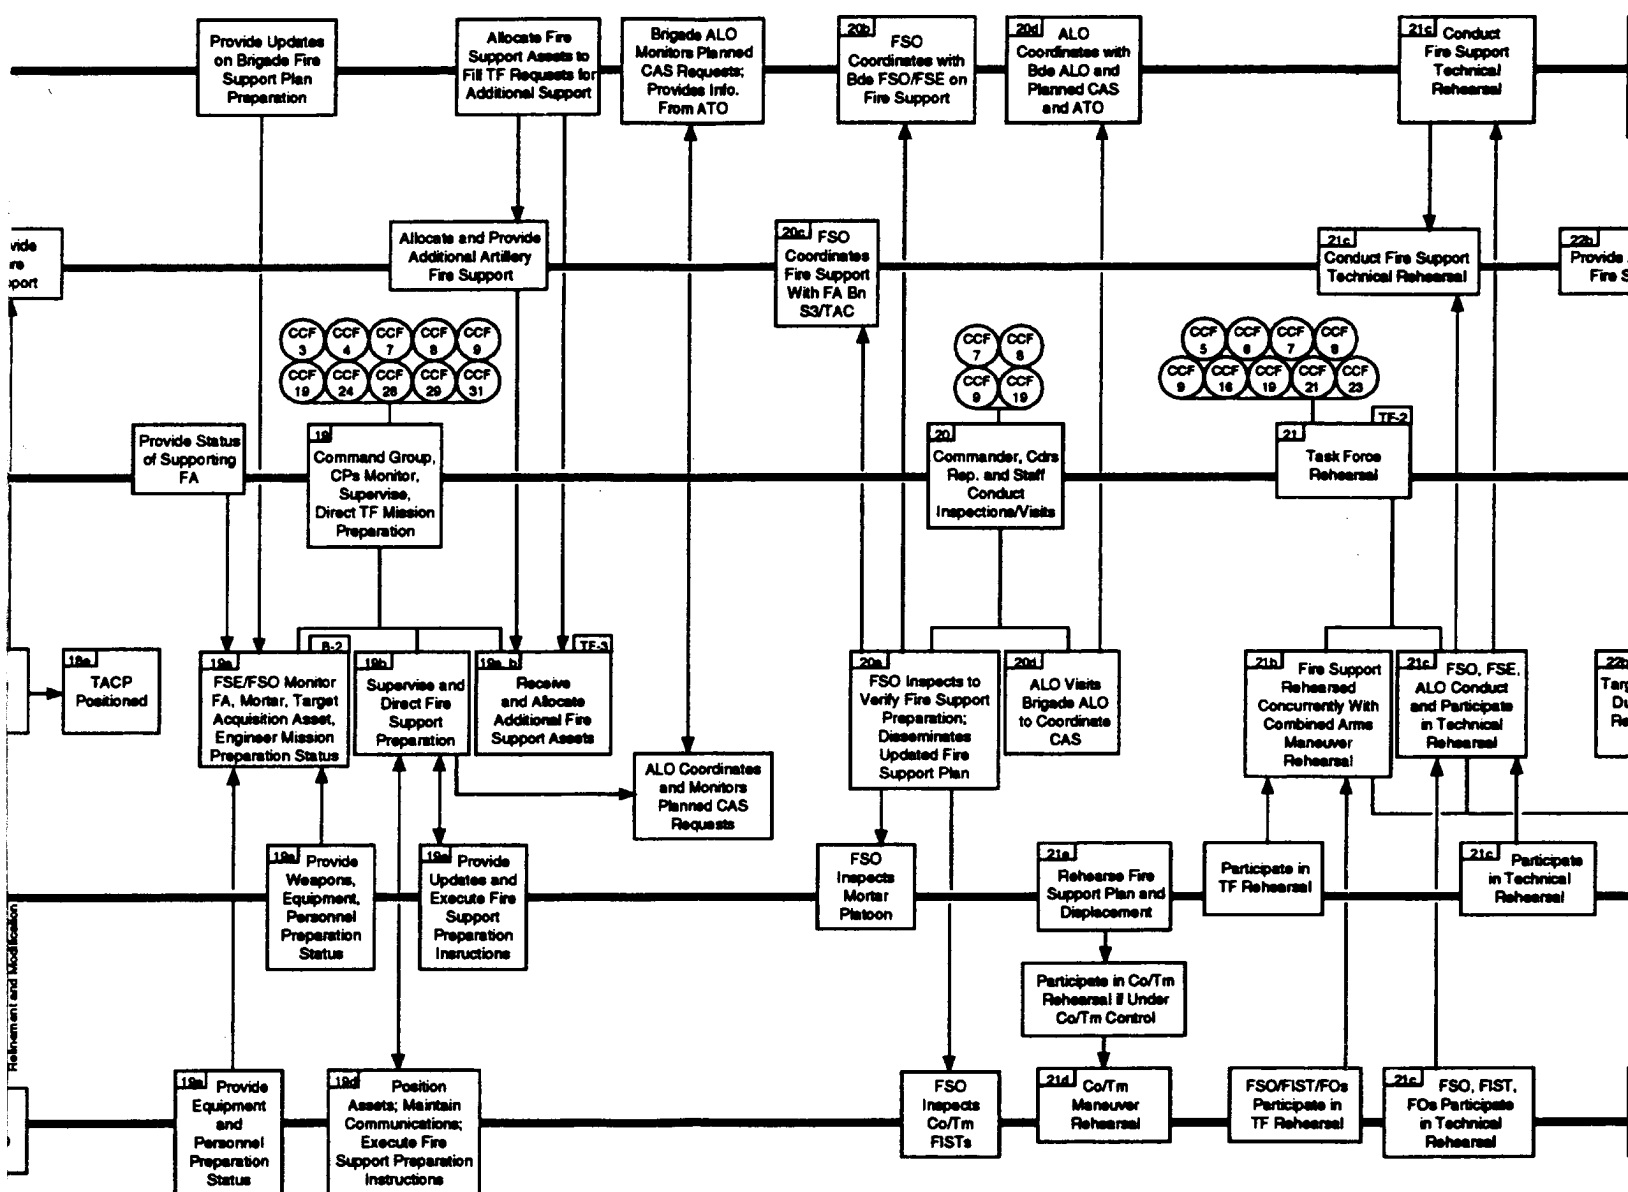 Provide Updates
on Brigade Fire
Support Plan
Preparation
Allocate Fire
Support Assets to
Fill TF Requests for
Additional Support
Brigade ALO
Monitors Planned
CAS Requests;
Provides Info.
From ATO
20b
FSO
Coordinates with
Bde FSO/FSE on
Fire Support
20d
ALO
Coordinates with
Bde ALO and
Planned CAS
and ATO
21c
Conduct
Fire Support
Technical
Rehearsal
vide
re
port
Allocate and Provide
Additional Artillery
Fire Support
20c
FSO
Coordinates
Fire Support
With FA Bn
S3/TAC
21c
Conduct Fire Support
Technical Rehearsal
22b
Provide
Fire S
CCF
3
CCF
4
CCF
7
CCF
8
CCF
9
CCF
19
CCF
24
CCF
28
CCF
29
CCF
31
CCF
7
CCF
8
CCF
9
CCF
19
CCF
5
CCF
6
CCF
7
CCF
8
CCF
9
CCF
16
CCF
19
CCF
21
CCF
23
Provide Status
of Supporting
FA
19
Command Group,
CPs Monitor,
Supervise,
Direct TF Mission
Preparation
20
Commander, Cdrs
Rep. and Staff
Conduct
Inspections/Visits
TF-2
21
Task Force
Rehearsal
18e
TACP
Positioned
B-2
19a
FSE/FSO Monitor
FA, Mortar, Target
Acquisition Asset,
Engineer Mission
Preparation Status
19b
Supervise and
Direct Fire
Support
Preparation
TF-3
19a, b
Receive
and Allocate
Additional Fire
Support Assets
ALO Coordinates
and Monitors
Planned CAS
Requests
20a
FSO Inspects to
Verify Fire Support
Preparation;
Disseminates
Updated Fire
Support Plan
20d
ALO Visits
Brigade ALO
to Coordinate
CAS
21b
Fire Support
Rehearsed
Concurrently With
Combined Arms
Maneuver
Rehearsal
21c
FSO, FSE,
ALO Conduct
and Participate
in Technical
Rehearsal
22b
Targ
Du
Re
19a
Provide
Weapons,
Equipment,
Personnel
Preparation
Status
19a
Provide
Updates and
Execute Fire
Support
Preparation
Insructions
FSO
Inspects
Mortar
Platoon
21a
Rehearse Fire
Support Plan and
Displacement
Participate in
TF Rehearsal
21c
Participate
in Technical
Rehearsal
Refinement and Modification
Participate in Co/Tm
Rehearsal if Under
Co/Tm Control
19a
Provide
Equipment
and
Personnel
Preparation
Status
19d
Position
Assets; Maintain
Communications;
Execute Fire
Support Preparation
Instructions
FSO
Inspects
Co/Tm
FISTs
21d
Co/Tm
Maneuver
Rehearsal
FSO/FIST/FOs
Participate in
TF Rehearsal
21c
FSO, FIST,
FOs Participate
in Technical
Rehearsal